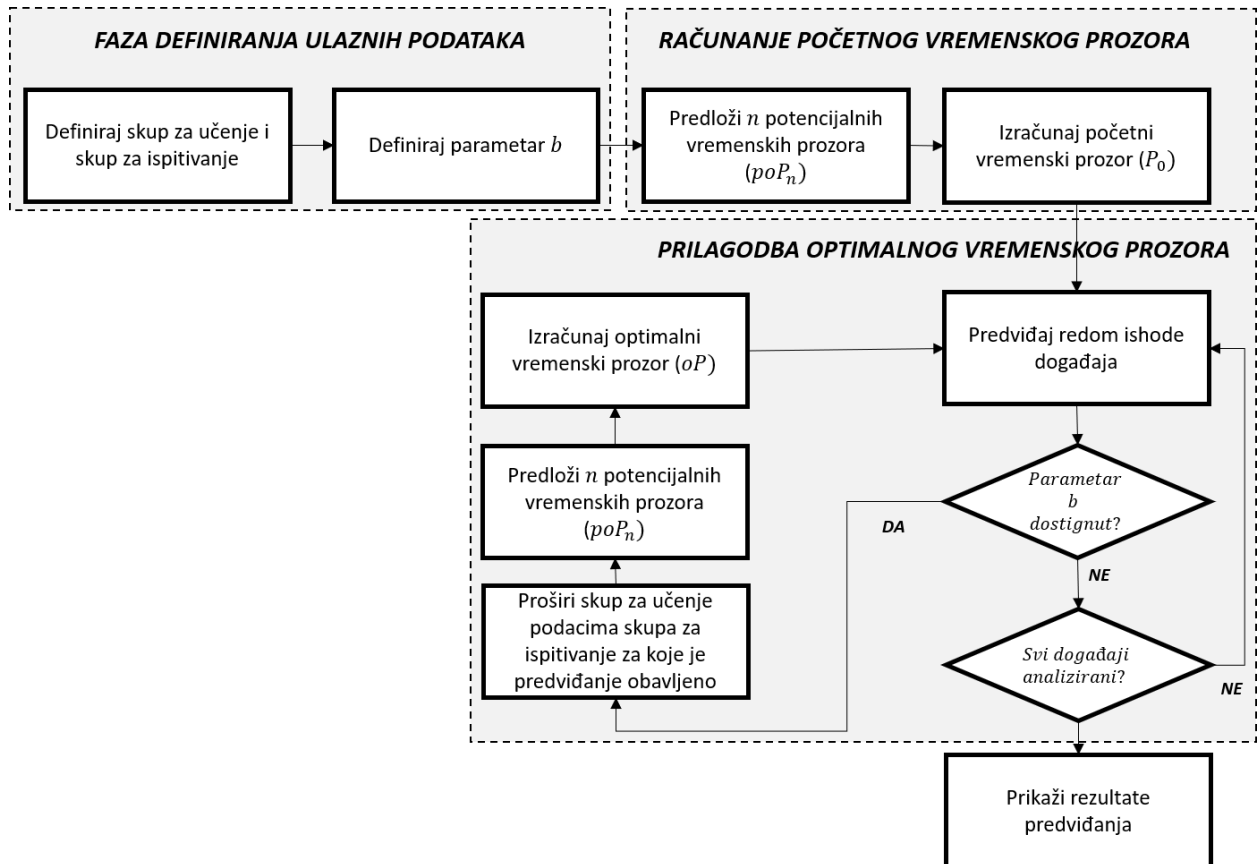 FAZA DEFINIRANJA ULAZNIH PODATAKA
Definiraj skup za učenje i
skup za ispitivanje
Definiraj parametar b
RAČUNANJE POČETNOG VREMENSKOG PROZORA
Predloži n potencijalnih
vremenskih prozora
(poPₙ)
Izračunaj početni
vremenski prozor (P₀)
PRILAGODBA OPTIMALNOG VREMENSKOG PROZORA
Izračunaj optimalni
vremenski prozor (oP)
Predviđaj redom ishode
događaja
Predloži n potencijalnih
vremenskih prozora
(poPₙ)
Parametar
b
dostignut?
DA
NE
Proširi skup za učenje
podacima skupa za
ispitivanje za koje je
predviđanje obavljeno
Svi događaji
analizirani?
NE
Prikaži rezultate
predviđanja